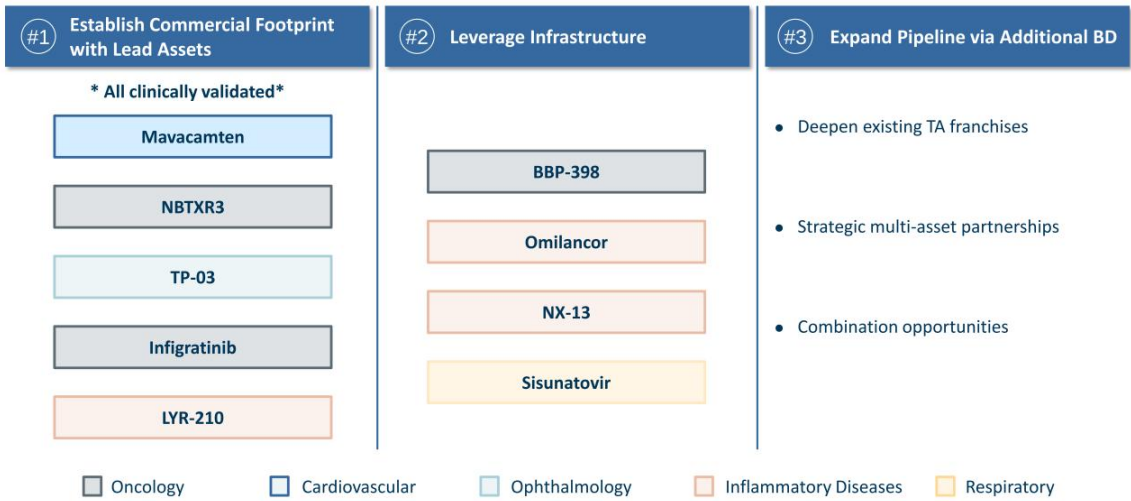 #1
Establish Commercial Footprint
with Lead Assets
* All clinically validated*
Mavacamten
NBTXR3
TP-03
Infigratinib
LYR-210
#2
Leverage Infrastructure
BBP-398
Omilancor
NX-13
Sisunatovir
#3
Expand Pipeline via Additional BD
● Deepen existing TA franchises
● Strategic multi-asset partnerships
● Combination opportunities
Oncology
Cardiovascular
Ophthalmology
Inflammatory Diseases
Respiratory